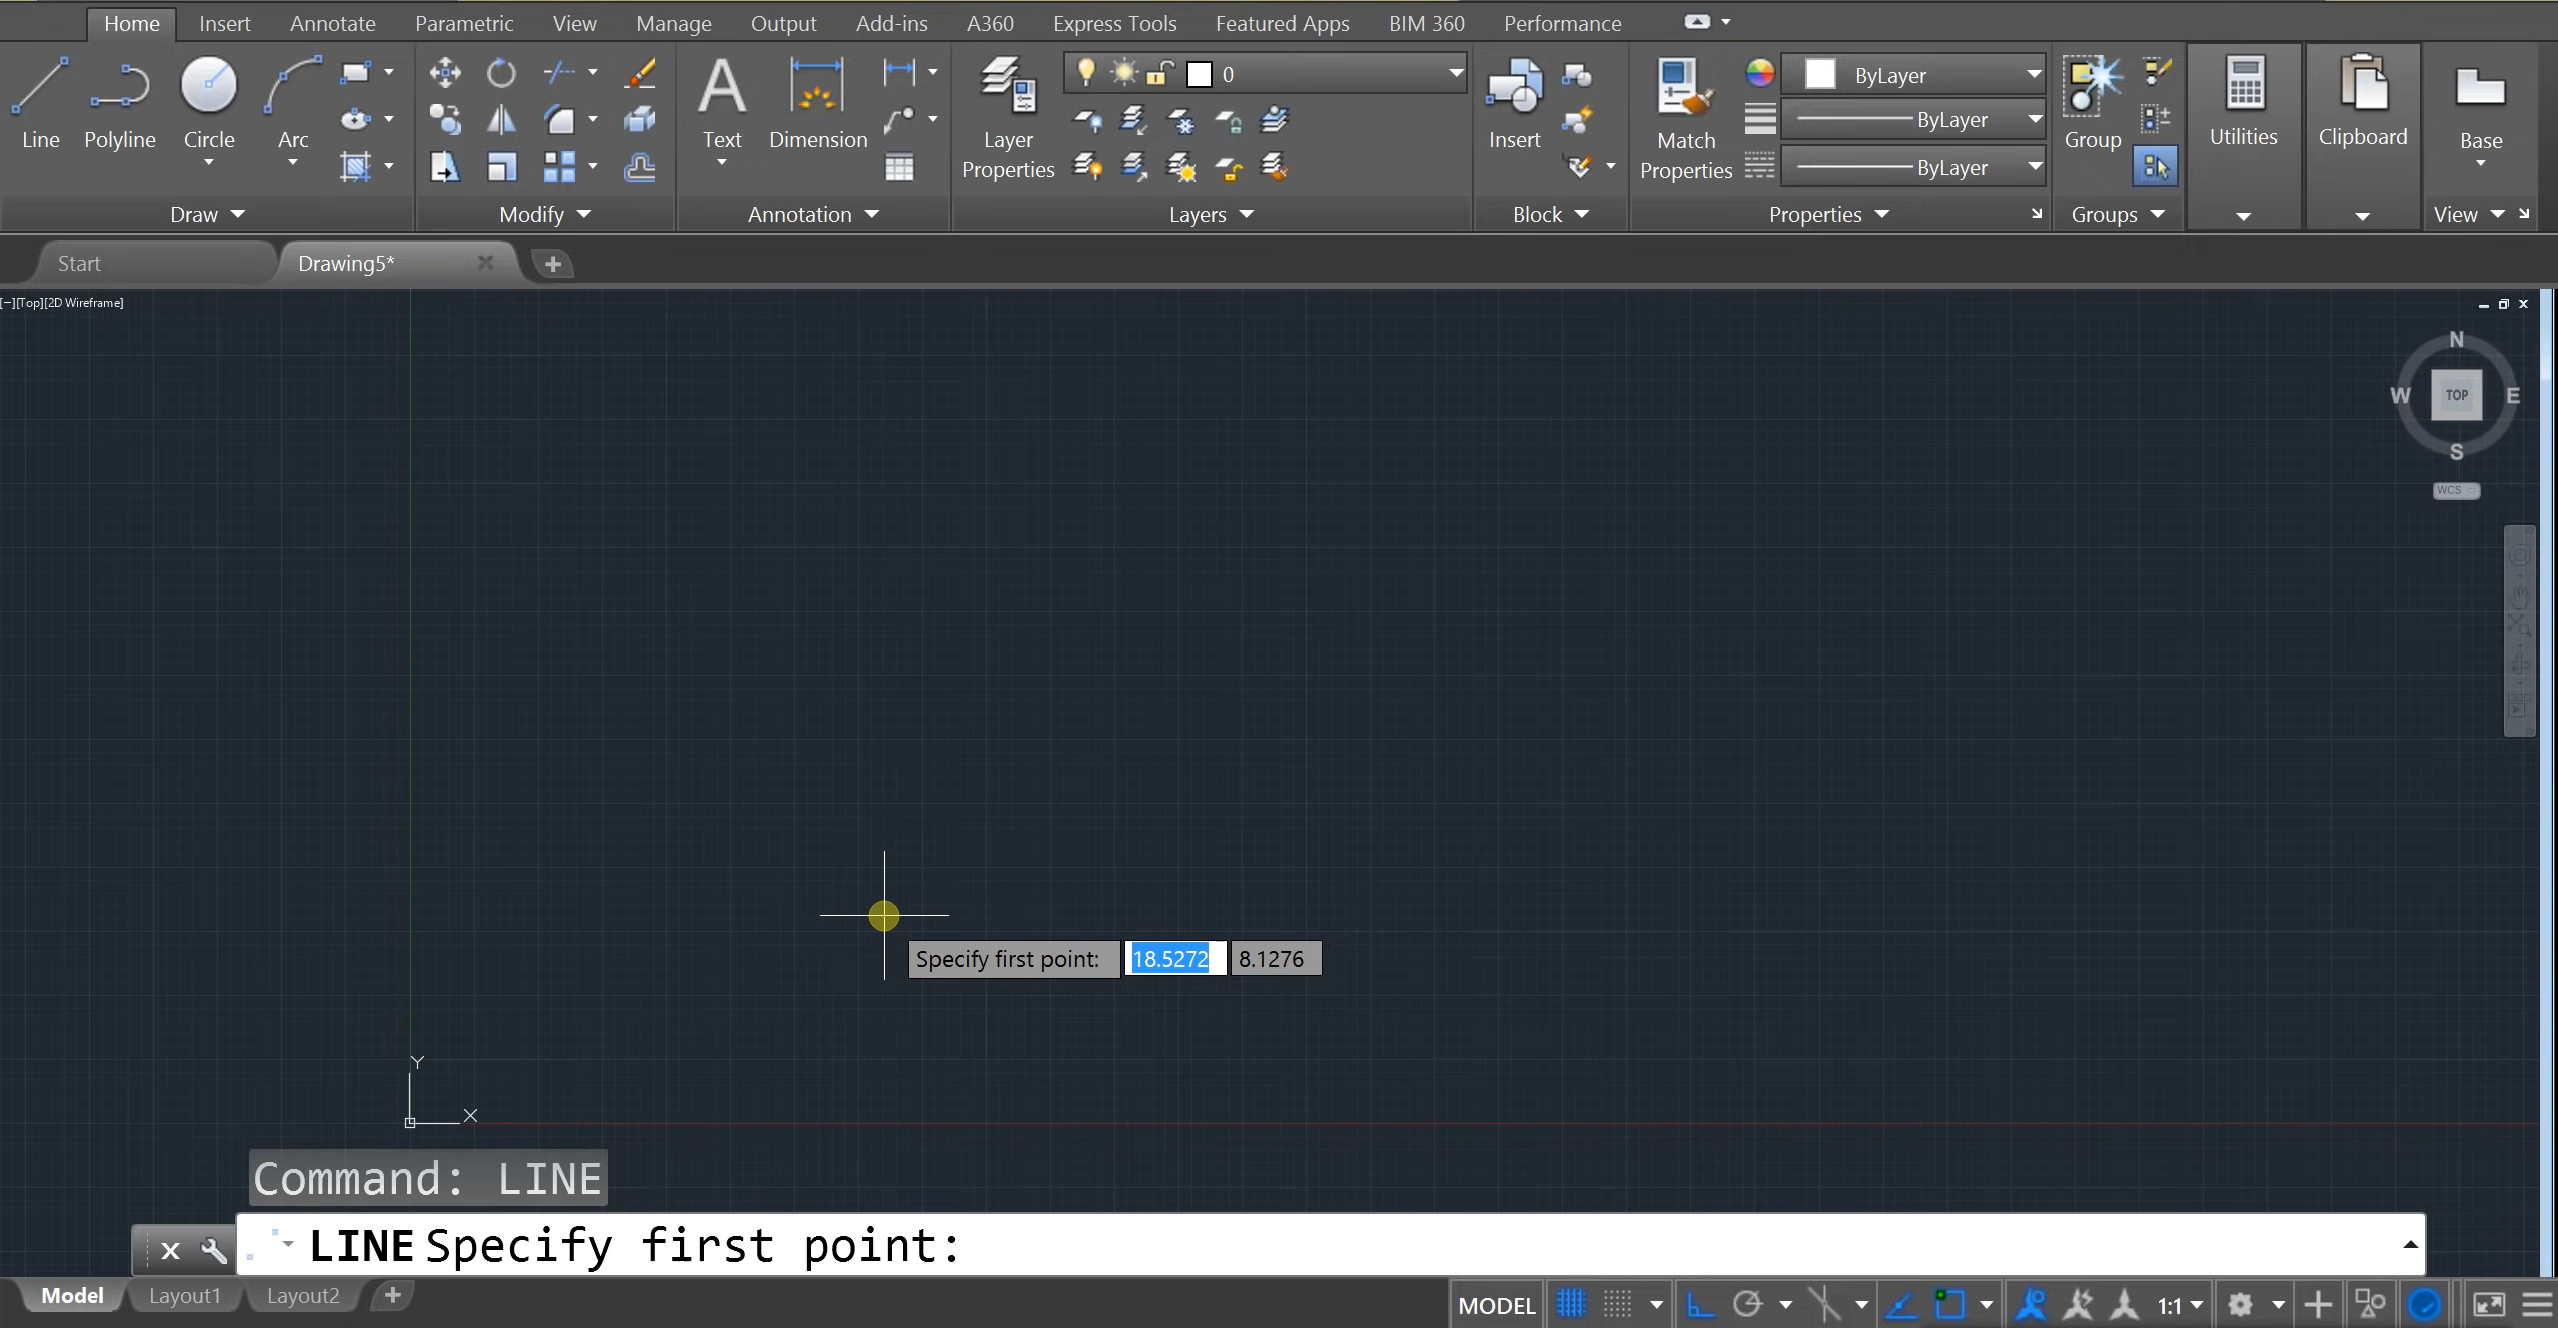 Home Insert Annotate Parametric View Manage Output Add-ins A360 Express Tools Featured Apps BIM 360 Performance
Line Polyline Circle Arc
Draw
Modify
Text Dimension
Annotation
Layer
Properties
0
Layers
Insert
Block
Match
Properties
ByLayer
ByLayer
ByLayer
Properties
Group
Groups
Utilities
Clipboard
Base
View
Start Drawing5*
[−][Top][2D Wireframe]
N
W TOP E
S
WCS
Specify first point: 18.5272 8.1276
Y
X
Command: LINE
LINE Specify first point:
Model Layout1 Layout2
MODEL 1:1